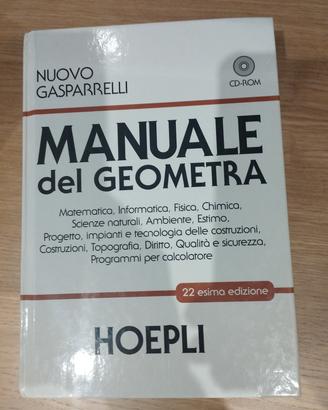 NUOVO
GASPARRELLI
CD-ROM
MANUALE
del GEOMETRA
Matematica, Informatica, Fisica, Chimica,
Scienze naturali, Ambiente, Estimo,
Progetto, impianti e tecnologia delle costruzioni,
Costruzioni, Topografia, Diritto, Qualità e sicurezza,
Programmi per calcolatore
22 esima edizione
HOEPLI